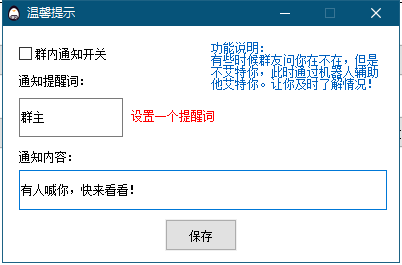 温馨提示
群内通知开关
功能说明：
有些时候群友问你在不在，但是
不艾特你，此时通过机器人辅助
他艾特你。让你及时了解情况！
通知提醒词：
群主
设置一个提醒词
通知内容：
有人喊你，快来看看！
保存